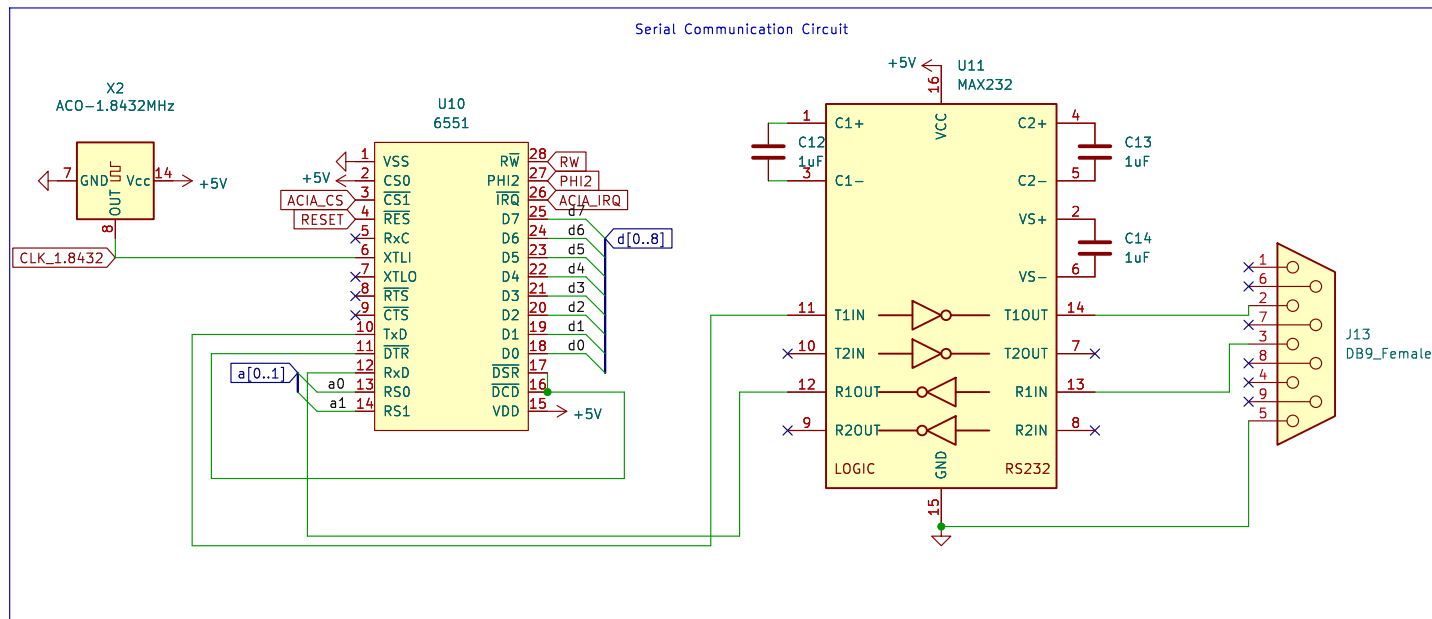 Serial Communication Circuit
X2
ACO-1.8432MHz
7
GND
OUT
Vcc
14
+5V
8
CLK_1.8432
U10
6551
1
VSS
+5V
2
CS0
ACIA_CS
3
CS1
RESET
4
RES
5
RxC
6
XTLI
7
XTLO
8
RTS
9
CTS
10
TxD
11
DTR
12
RxD
a[0..1]
a0
13
RS0
a1
14
RS1
RW
28
RW
PHI2
27
PHI2
IRQ
26
ACIA_IRQ
D7
25
d7
D6
24
d6
D5
23
d5
D4
22
d4
D3
21
d3
D2
20
d2
D1
19
d1
D0
18
d0
d[0..8]
DSR
17
DCD
16
VDD
15
+5V
+5V
16
U11
MAX232
VCC
1
C1+
C12
1uF
3
C1-
4
C2+
C13
1uF
5
C2-
2
VS+
C14
1uF
6
VS-
11
T1IN
T1OUT
14
10
T2IN
T2OUT
7
12
R1OUT
R1IN
13
9
R2OUT
R2IN
8
LOGIC
GND
RS232
15
1
6
2
7
3
8
4
9
5
J13
DB9_Female